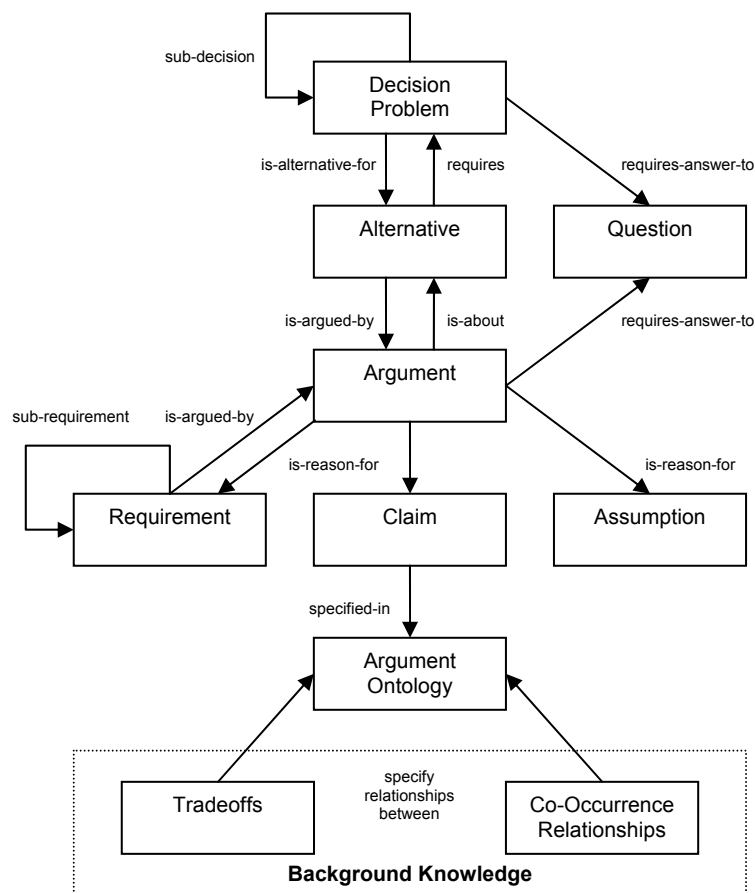 sub-decision
Decision
Problem
is-alternative-for
requires
requires-answer-to
Alternative
Question
is-argued-by
is-about
requires-answer-to
Argument
sub-requirement
is-argued-by
is-reason-for
is-reason-for
Requirement
Claim
Assumption
specified-in
Argument
Ontology
Tradeoffs
specify
relationships
between
Co-Occurrence
Relationships
Background Knowledge